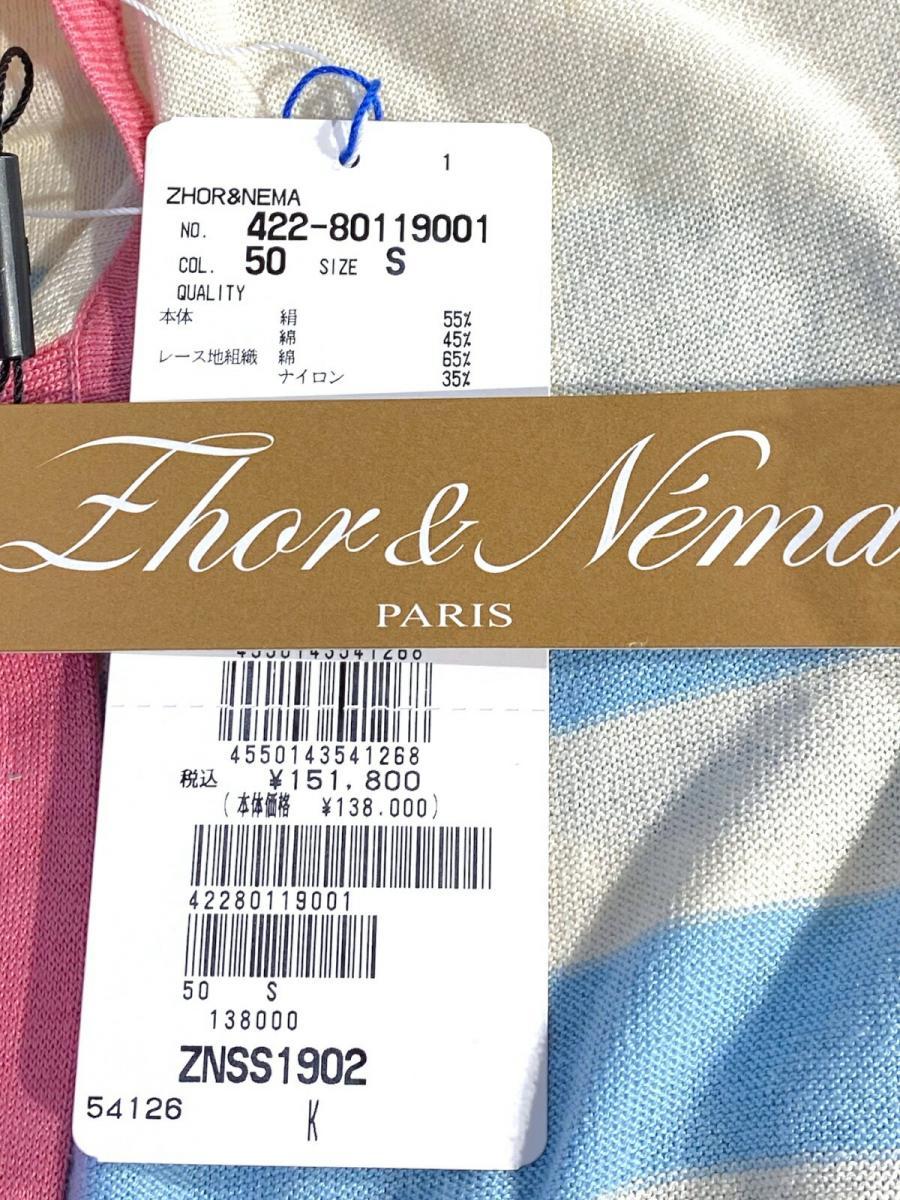 1
ZHOR&NEMA
NO. 422-80119001
COL. 50 SIZE S
QUALITY
本体 絹 55%
綿 45%
レース地組織 綿 65%
ナイロン 35%
Zhor & Néma
PARIS
4550143541268
4550143541268
税込 ¥151,800
(本体価格 ¥138.000)
42280119001
50 S
138000
ZNSS1902
54126
K